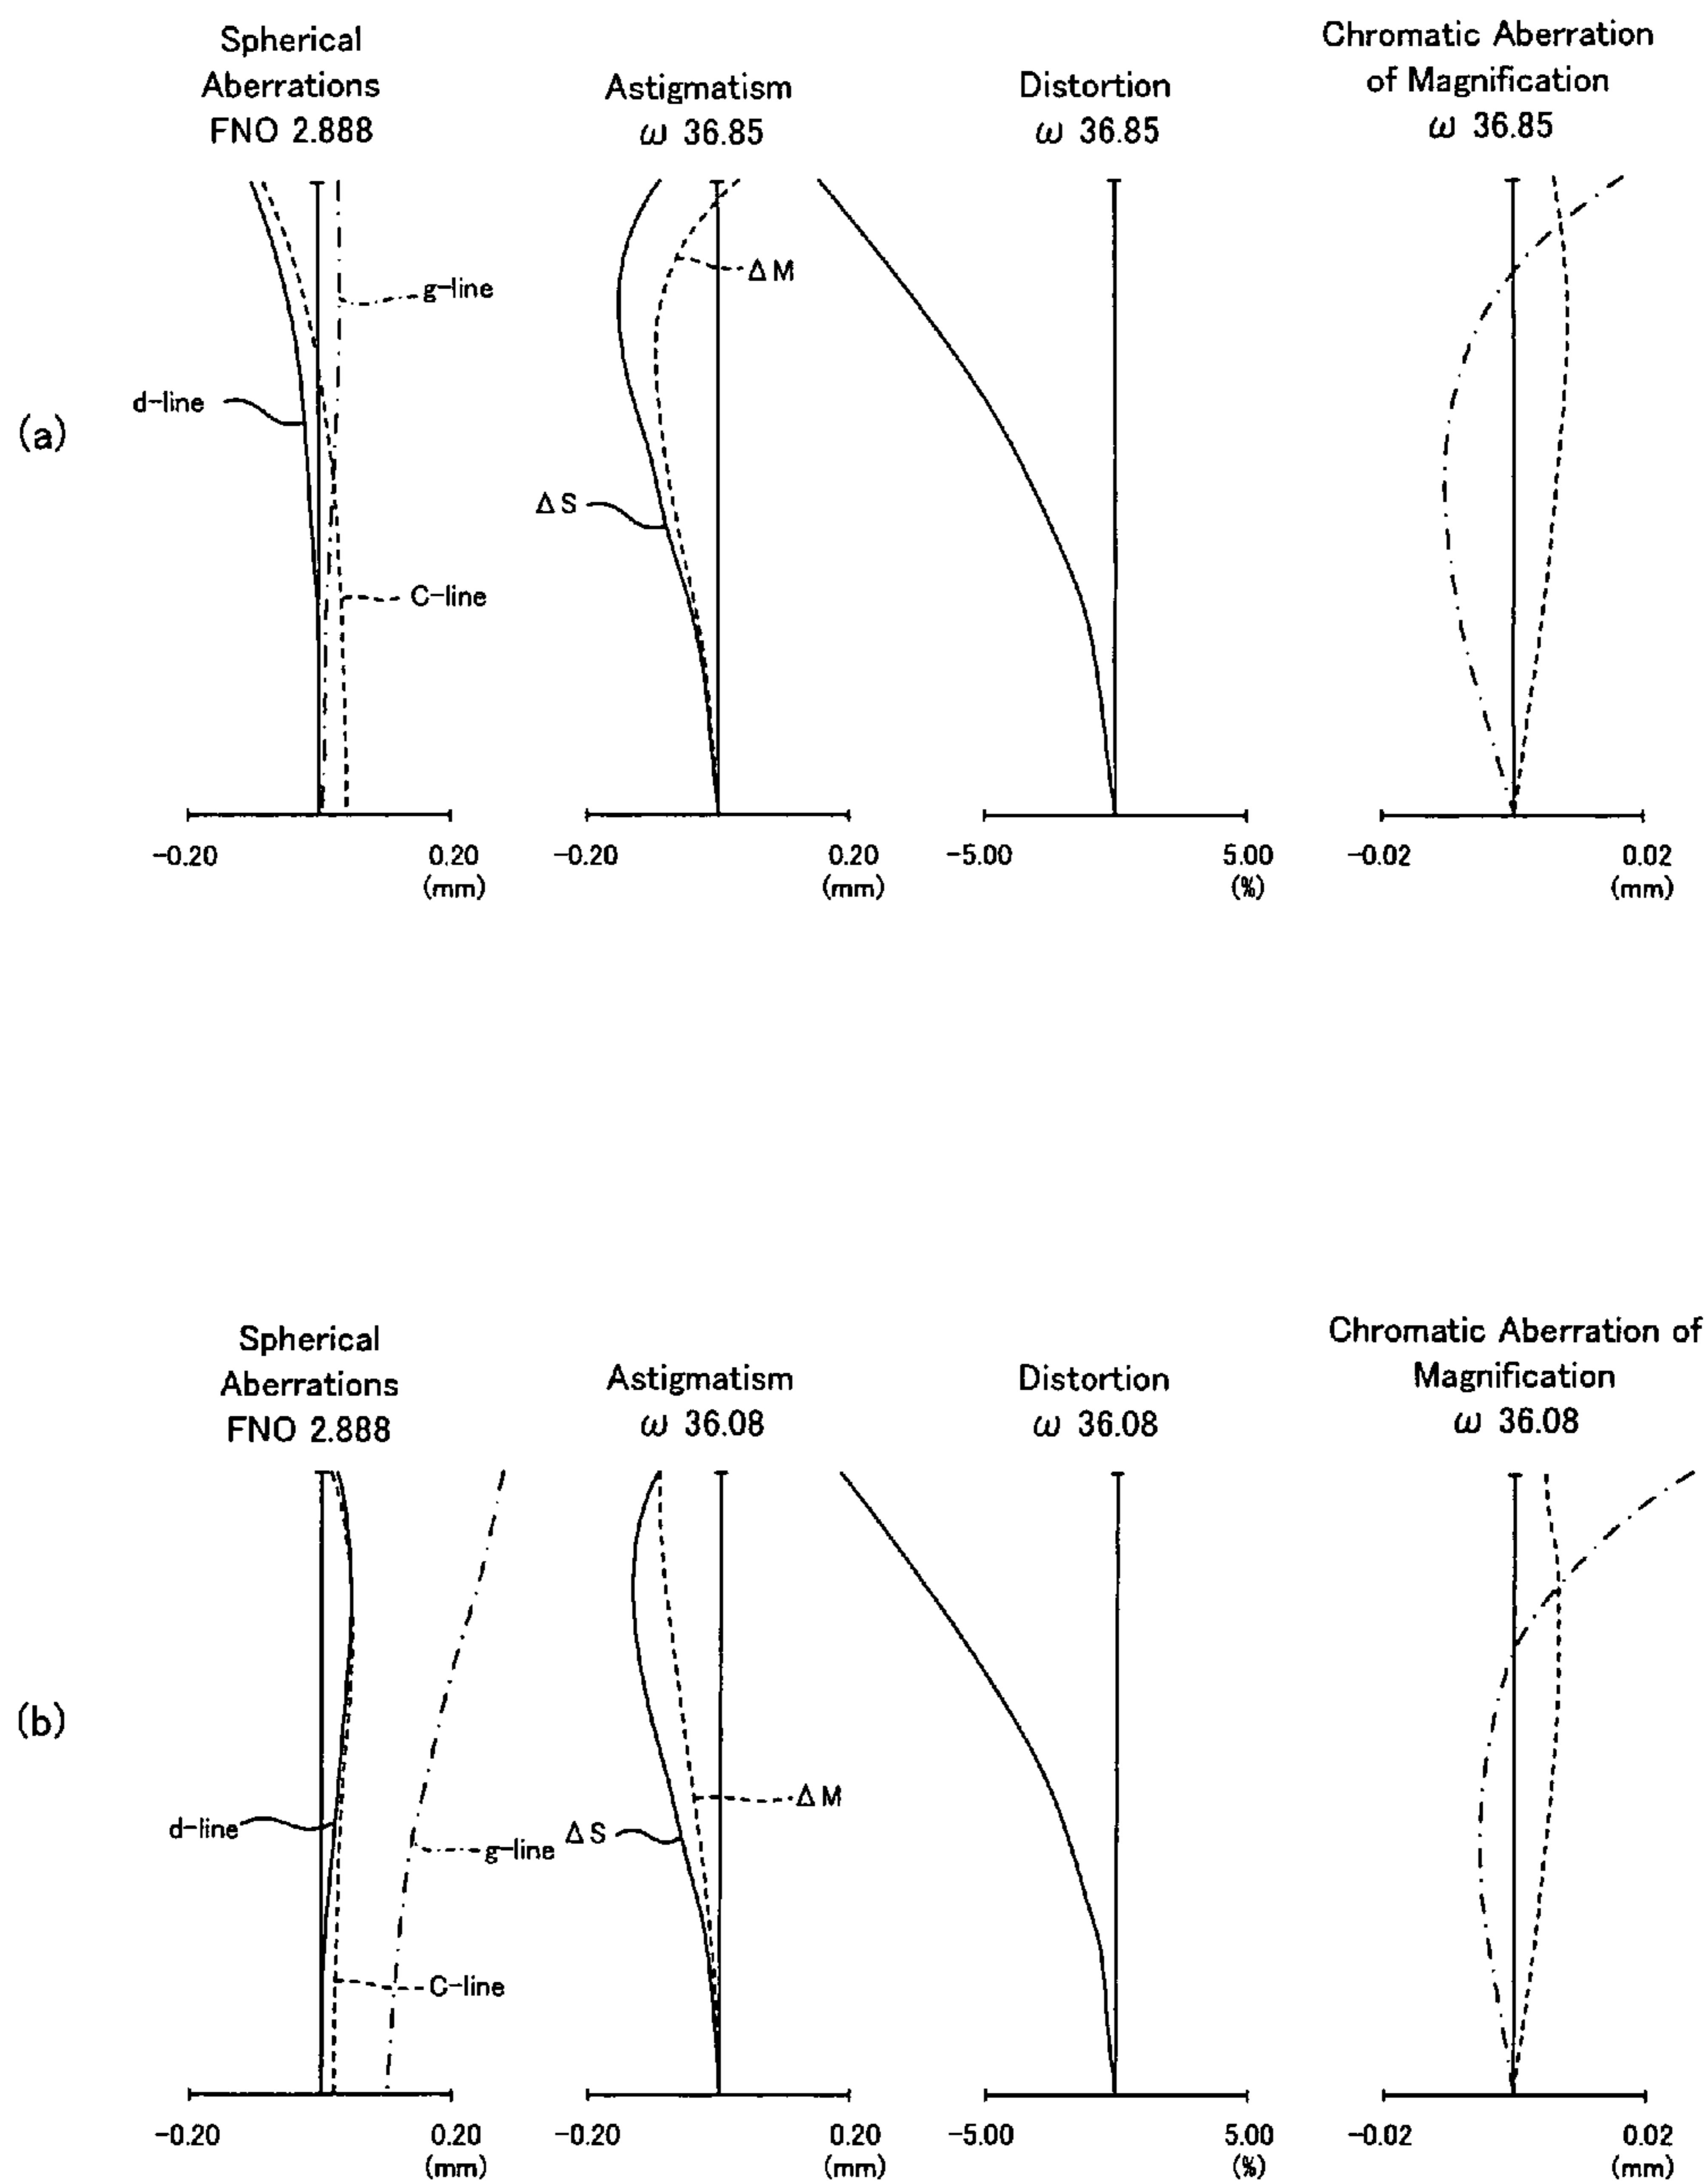 Spherical
Aberrations
FNO 2.888
Astigmatism
ω 36.85
Distortion
ω 36.85
Chromatic Aberration
of Magnification
ω 36.85
(a)
d-line
g-line
C-line
ΔM
ΔS
-0.20
0.20
(mm)
-0.20
0.20
(mm)
-5.00
5.00
(%)
-0.02
0.02
(mm)
Spherical
Aberrations
FNO 2.888
Astigmatism
ω 36.08
Distortion
ω 36.08
Chromatic Aberration of
Magnification
ω 36.08
(b)
d-line
g-line
C-line
ΔS
ΔM
-0.20
0.20
(mm)
-0.20
0.20
(mm)
-5.00
5.00
(%)
-0.02
0.02
(mm)